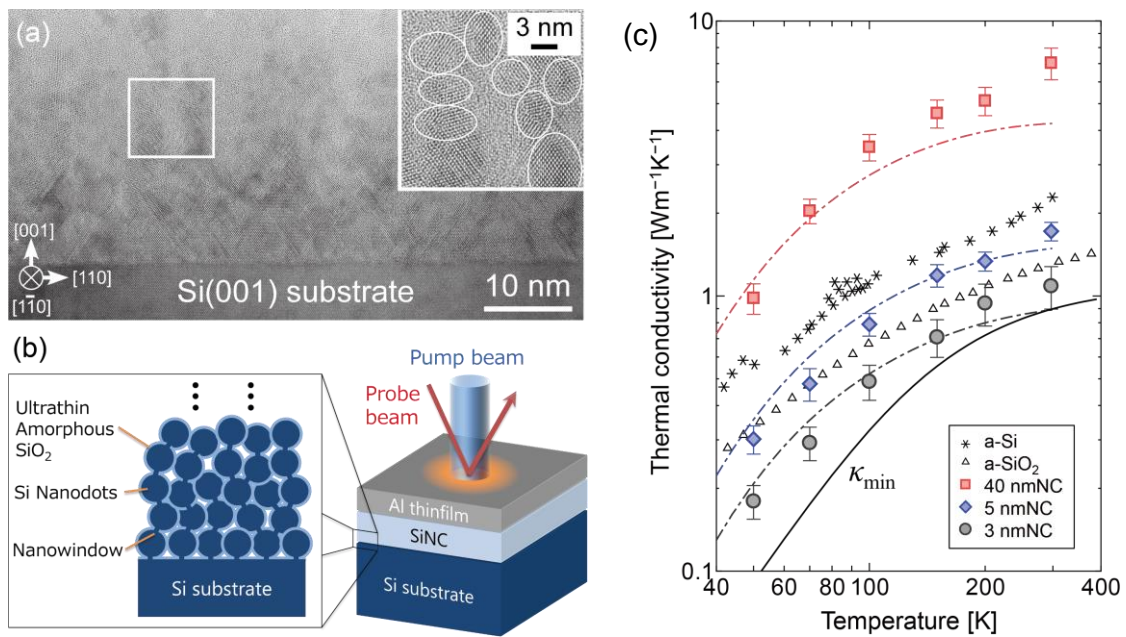 (a)
3 nm
[001]
[110]
[1̄10]
Si(001) substrate
10 nm
(b)
Pump beam
Probe
beam
Ultrathin
Amorphous
SiO₂
Si Nanodots
Nanowindow
Si substrate
Al thinfilm
SiNC
Si substrate
(c)
Thermal conductivity [Wm⁻¹K⁻¹]
10
1
0.1
κmin
a-Si
a-SiO₂
40 nmNC
5 nmNC
3 nmNC
40
60
80
100
200
400
Temperature [K]